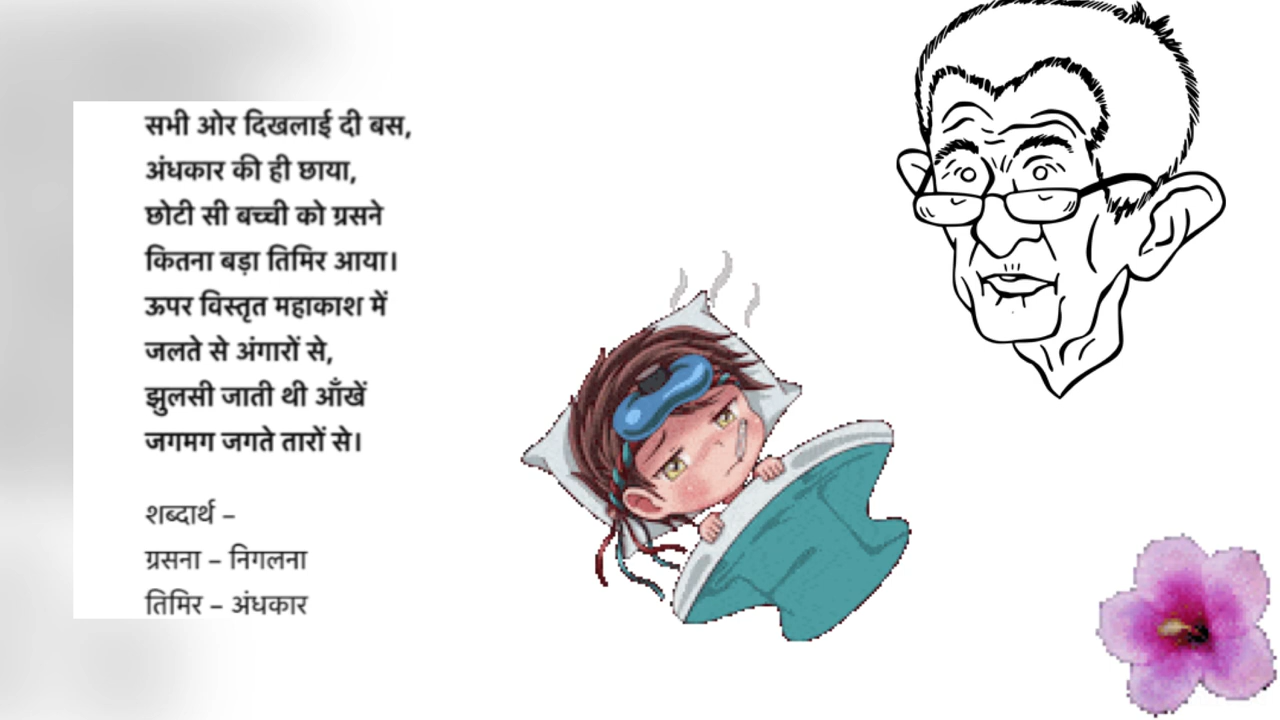 सभी ओर दिखलाई दी बस,
अंधकार की ही छाया,
छोटी सी बच्ची को ग्रसने
कितना बड़ा तिमिर आया।
ऊपर विस्तृत महाकाश में
जलते से अंगारों से,
झुलसी जाती थी आँखें
जगमग जगते तारों से।
शब्दार्थ –
ग्रसना – निगलना
तिमिर – अंधकार